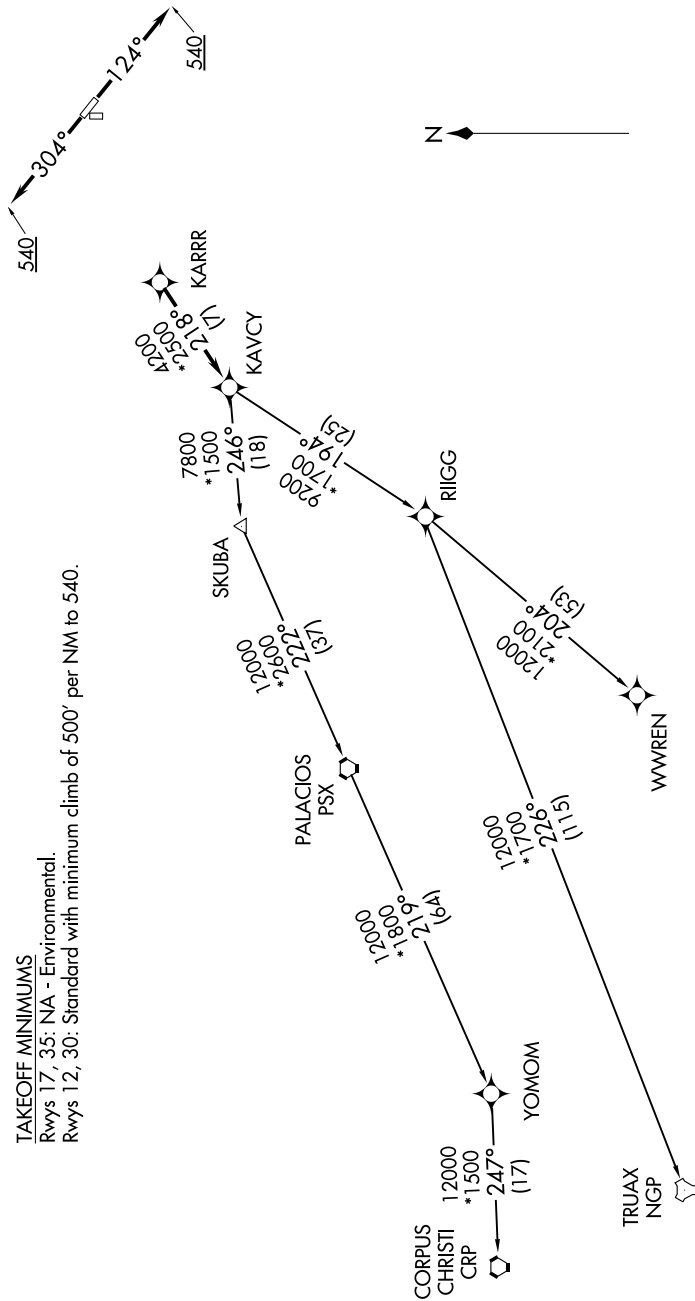 TAKEOFF MINIMUMS
Rwys 17, 35: NA - Environmental.
Rwys 12, 30: Standard with minimum climb of 500' per NM to 540.
540
304°
124°
540
N
KARRR
4200
*2500
218°
(7)
KAVCY
7800
*1500
246°
(18)
SKUBA
9200
*1700
194°
(25)
RIIGG
12000
*2600
222°
(37)
PALACIOS
PSX
12000
*2100
204°
(53)
WWREN
12000
*1800
219°
(64)
YOMOM
12000
*1700
226°
(115)
TRUAX
NGP
12000
*1500
247°
(17)
CORPUS
CHRISTI
CRP